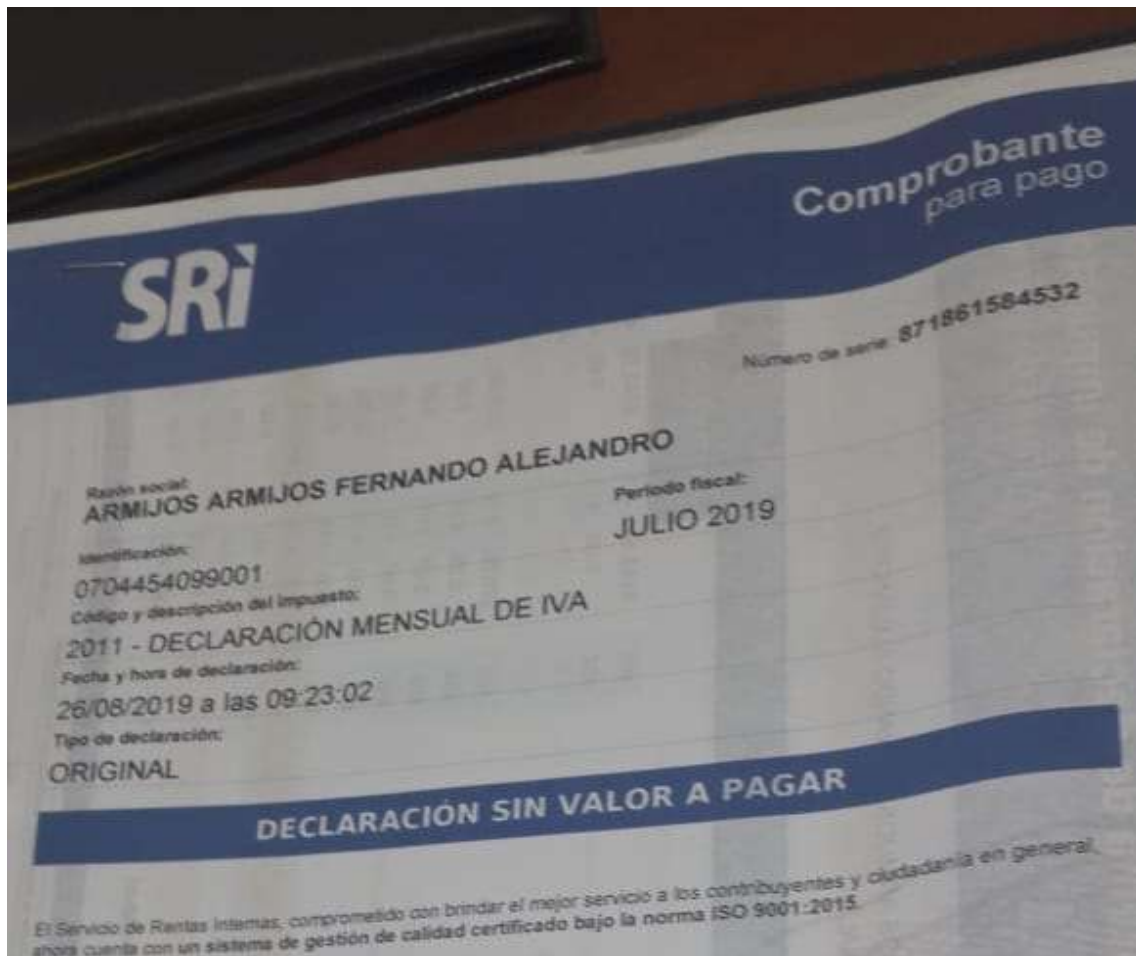 Comprobante
para pago
SRi
Número de serie: 871861584532
Razón social:
ARMIJOS ARMIJOS FERNANDO ALEJANDRO
Identificación:
Período fiscal:
0704454099001
JULIO 2019
Código y descripción del impuesto:
2011 - DECLARACIÓN MENSUAL DE IVA
Fecha y hora de declaración:
26/08/2019 a las 09:23:02
Tipo de declaración:
ORIGINAL
DECLARACIÓN SIN VALOR A PAGAR
El Servicio de Rentas Internas, comprometido con brindar el mejor servicio a los contribuyentes y ciudadanía en general,
ahora cuenta con un sistema de gestión de calidad certificado bajo la norma ISO 9001:2015.